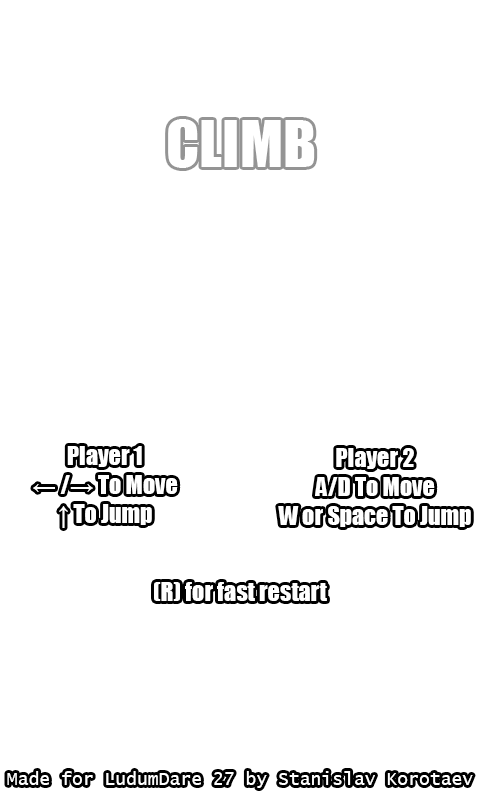 CLIMB
Player 1
← / → To Move
↑ To Jump
Player 2
A/D To Move
W or Space To Jump
(R) for fast restart
Made for LudumDare 27 by Stanislav Korotaev